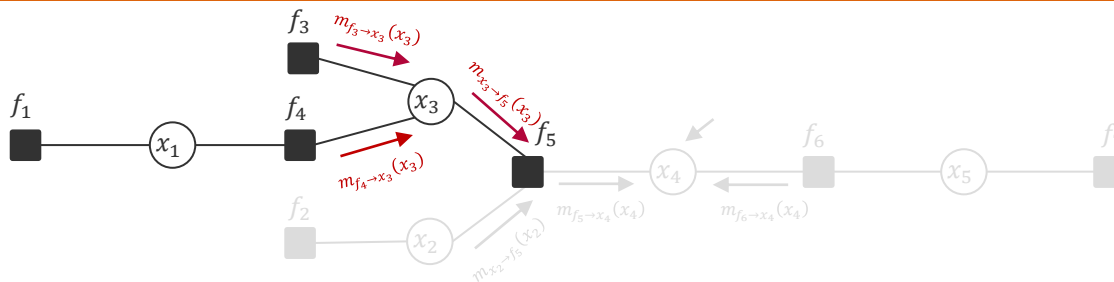 f₃
m_{f₃→x₃}(x₃)
m_{x₃→f₅}(x₃)
f₁
f₄
x₃
f₅
f₆
f
x₁
x₄
x₅
m_{f₄→x₃}(x₃)
f₂
m_{f₅→x₄}(x₄)
m_{f₆→x₄}(x₄)
x₂
m_{x₂→f₅}(x₂)